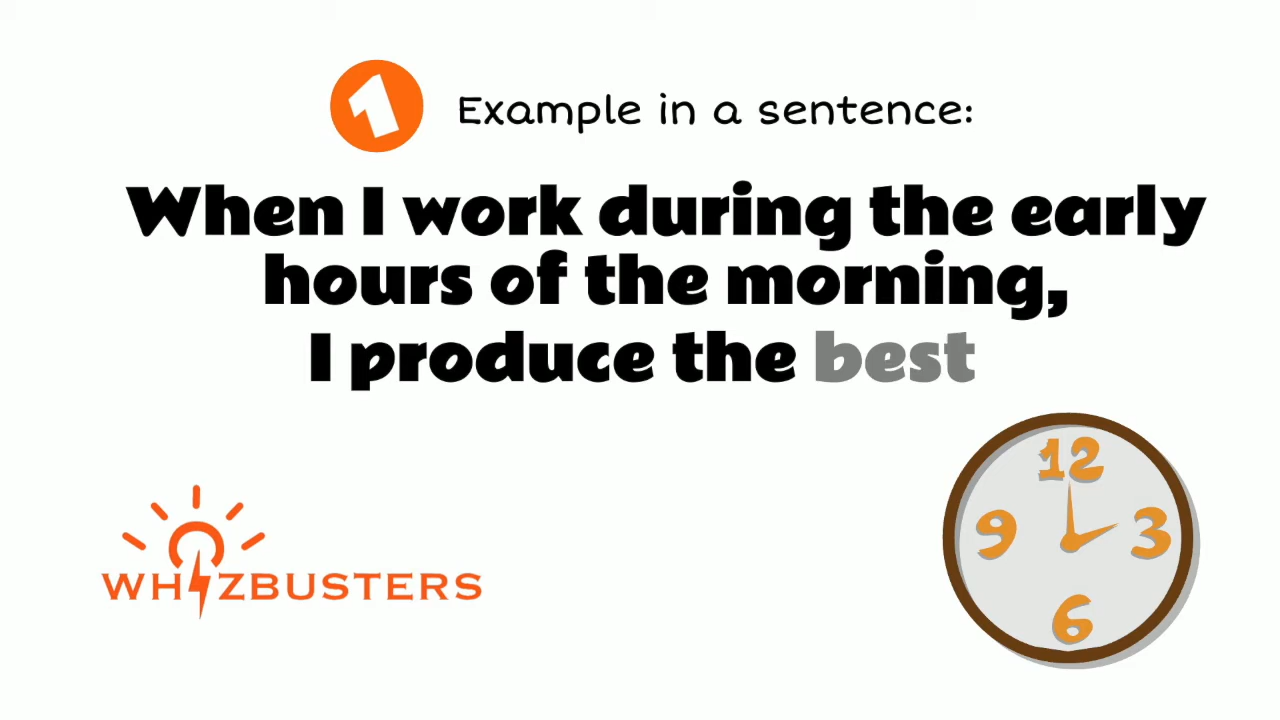 1 Example in a sentence:
When I work during the early
hours of the morning,
I produce the best
WHIZBUSTERS
12
9 3
6